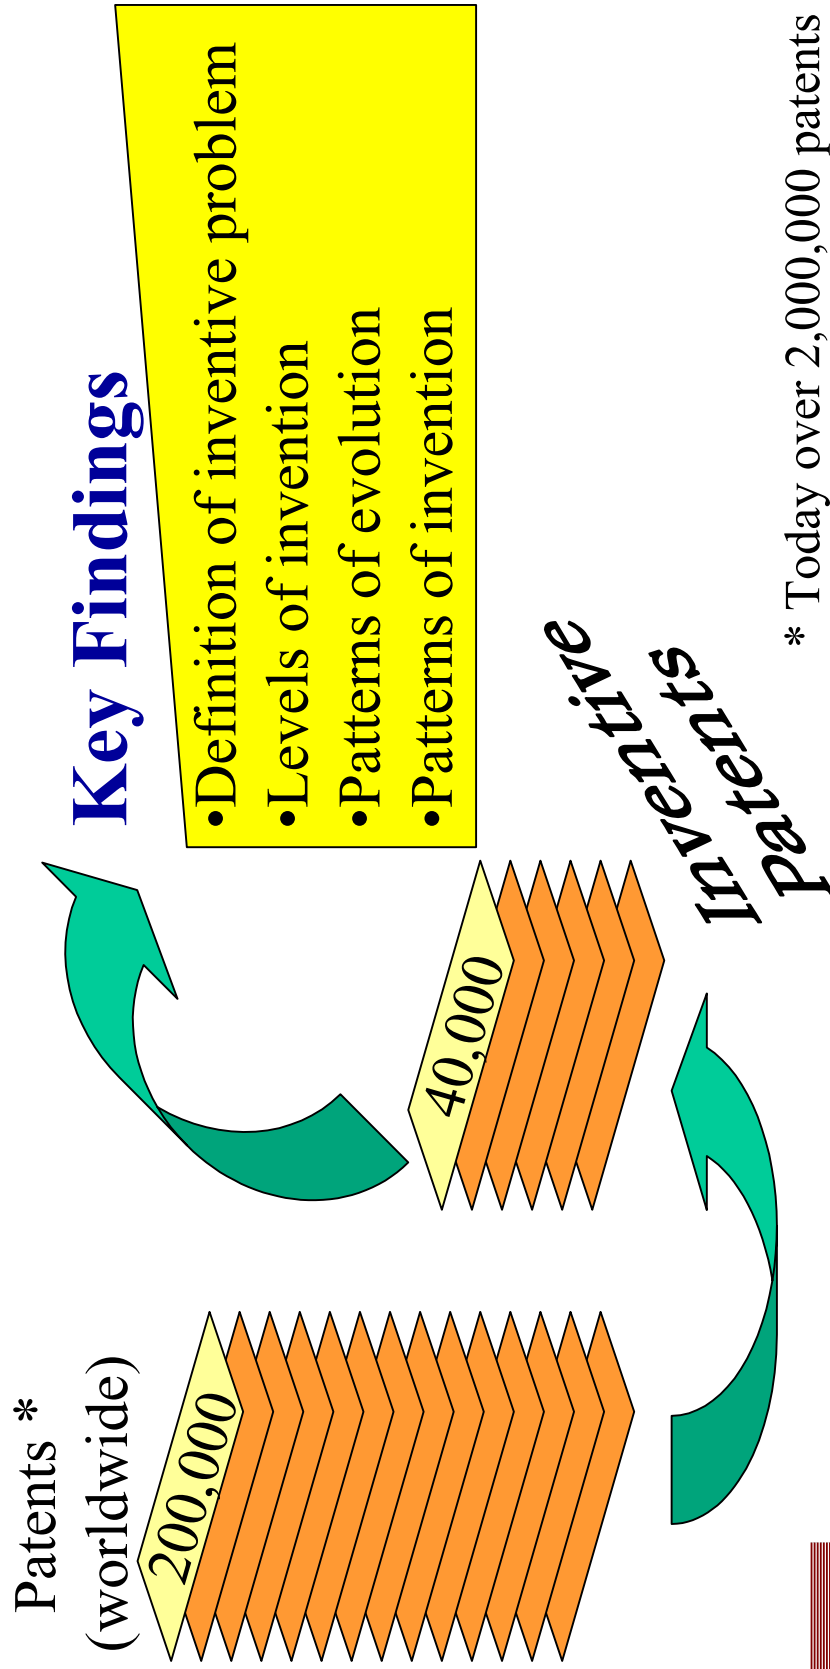 Patents *
(worldwide)
200,000
40,000
Inventive
Patents
Key Findings
•Definition of inventive problem
•Levels of invention
•Patterns of evolution
•Patterns of invention
* Today over 2,000,000 patents